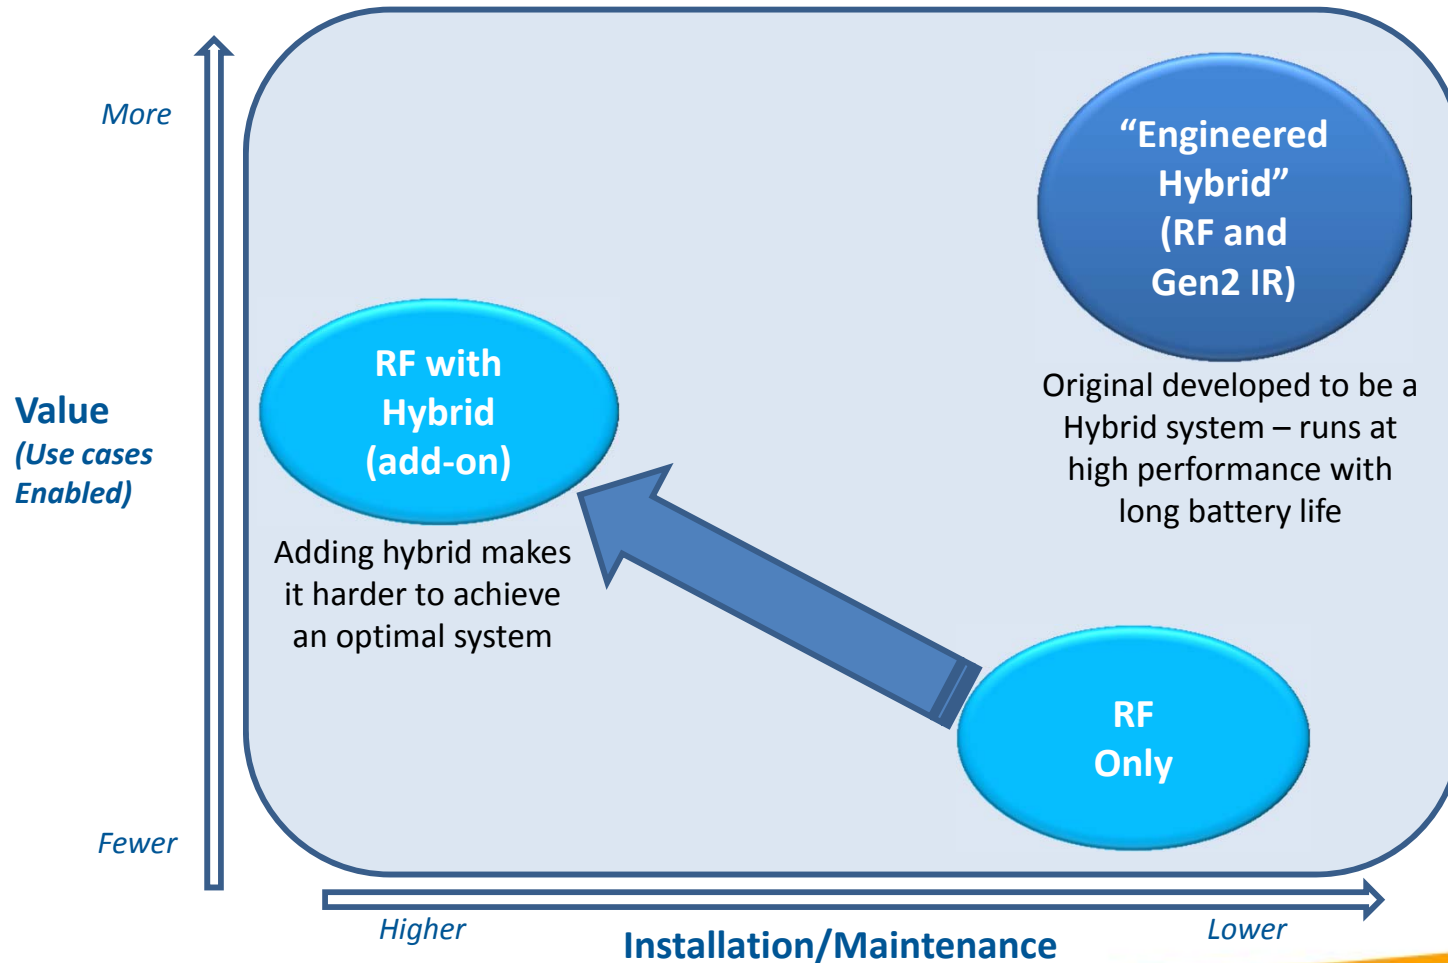 More
“Engineered
Hybrid”
(RF and
Gen2 IR)
Original developed to be a
Hybrid system – runs at
high performance with
long battery life
RF with
Hybrid
(add-on)
Adding hybrid makes
it harder to achieve
an optimal system
Value
(Use cases
Enabled)
RF
Only
Fewer
Higher
Lower
Installation/Maintenance